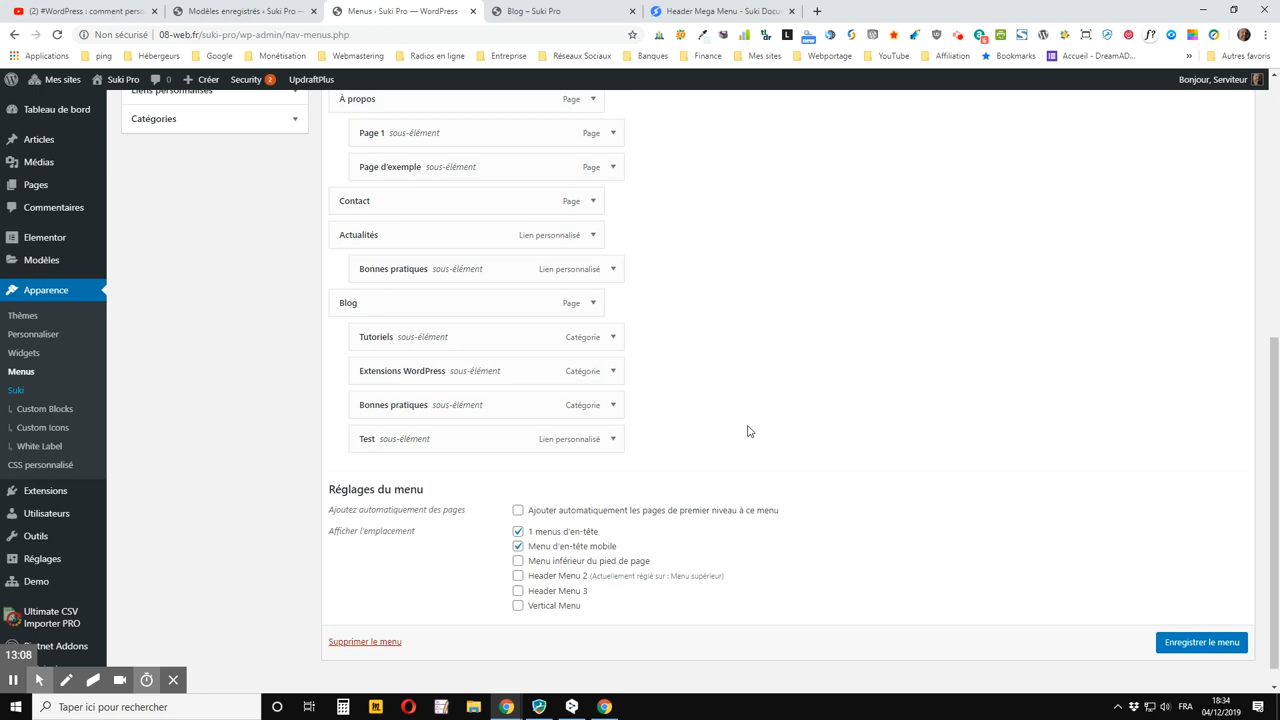 (2) #WordPress : comment person
Modèles enregistrés ‹ Suki Pro —
Menus ‹ Suki Pro — WordPress
Blog – Suki Pro
Header Mega Menu - Suki Docu
Non sécurisé
08-web.fr/suki-pro/wp-admin/nav-menus.php
Applications
ping
Hébergeurs
Google
Monétisation
Webmastering
Radios en ligne
Entreprise
Réseaux Sociaux
Banques
Finance
Mes sites
Webportage
YouTube
Affiliation
Bookmarks
Accueil - DreamAD...
»
Autres favoris
Mes sites
Suki Pro
0
Créer
Security 2
UpdraftPlus
Bonjour, Serviteur
Tableau de bord
Articles
Médias
Pages
Commentaires
Elementor
Modèles
Apparence
Thèmes
Personnaliser
Widgets
Menus
Suki
Custom Blocks
Custom Icons
White Label
CSS personnalisé
Extensions
Utilisateurs
Outils
Réglages
Demo
Ultimate CSV
Importer PRO
Piotnet Addons
Liens personnalisés
Catégories
À propos Page
Page 1 sous-élément Page
Page d'exemple sous-élément Page
Contact Page
Actualités Lien personnalisé
Bonnes pratiques sous-élément Lien personnalisé
Blog Page
Tutoriels sous-élément Catégorie
Extensions WordPress sous-élément Catégorie
Bonnes pratiques sous-élément Catégorie
Test sous-élément Lien personnalisé
Réglages du menu
Ajoutez automatiquement des pages
Ajouter automatiquement les pages de premier niveau à ce menu
Afficher l'emplacement
1 menus d'en-tête
Menu d'en-tête mobile
Menu inférieur du pied de page
Header Menu 2 (Actuellement réglé sur : Menu supérieur)
Header Menu 3
Vertical Menu
Supprimer le menu
Enregistrer le menu
13:08
Taper ici pour rechercher
FRA
18:34
04/12/2019